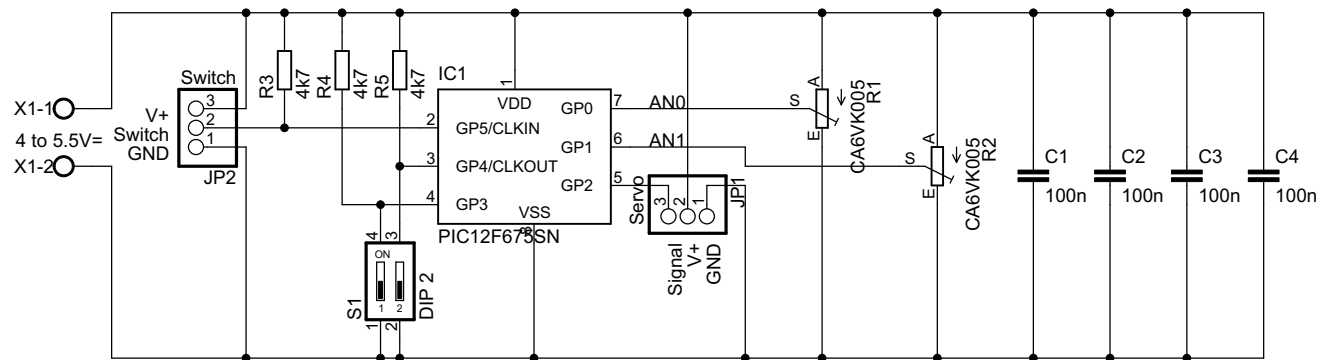 X1-1
4 to 5.5V=
X1-2
Switch
V+
Switch
GND
3
2
1
JP2
R3
4k7
R4
4k7
R5
4k7
IC1
1
VDD
2
GP5/CLKIN
3
GP4/CLKOUT
4
GP3
GP0
7
AN0
GP1
6
AN1
GP2
5
VSS
8
PIC12F675SN
4
3
ON
1
2
S1
DIP 2
1
2
Servo
3
2
1
JP1
Signal
V+
GND
A
S
E
CA6VK005
R1
A
S
E
CA6VK005
R2
C1
100n
C2
100n
C3
100n
C4
100n